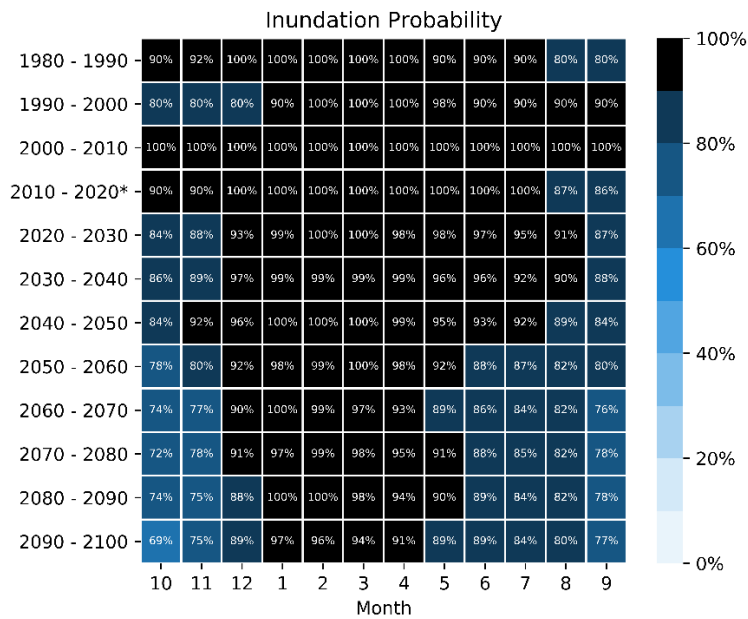 Inundation Probability
1980 - 1990 90% 92% 100% 100% 100% 100% 100% 90% 90% 90% 80% 80%
1990 - 2000 80% 80% 80% 90% 100% 100% 100% 98% 90% 90% 90% 90%
2000 - 2010 100% 100% 100% 100% 100% 100% 100% 100% 100% 100% 100% 100%
2010 - 2020* 90% 90% 100% 100% 100% 100% 100% 100% 100% 100% 87% 86%
2020 - 2030 84% 88% 93% 99% 100% 100% 98% 98% 97% 95% 91% 87%
2030 - 2040 86% 89% 97% 99% 99% 99% 99% 96% 96% 92% 90% 88%
2040 - 2050 84% 92% 96% 100% 100% 100% 99% 95% 93% 92% 89% 84%
2050 - 2060 78% 80% 92% 98% 99% 100% 98% 92% 88% 87% 82% 80%
2060 - 2070 74% 77% 90% 100% 99% 97% 93% 89% 86% 84% 82% 76%
2070 - 2080 72% 78% 91% 97% 99% 98% 95% 91% 88% 85% 82% 78%
2080 - 2090 74% 75% 88% 100% 100% 98% 94% 90% 89% 84% 82% 78%
2090 - 2100 69% 75% 89% 97% 96% 94% 91% 89% 89% 84% 80% 77%
10 11 12 1 2 3 4 5 6 7 8 9
Month
100%
80%
60%
40%
20%
0%